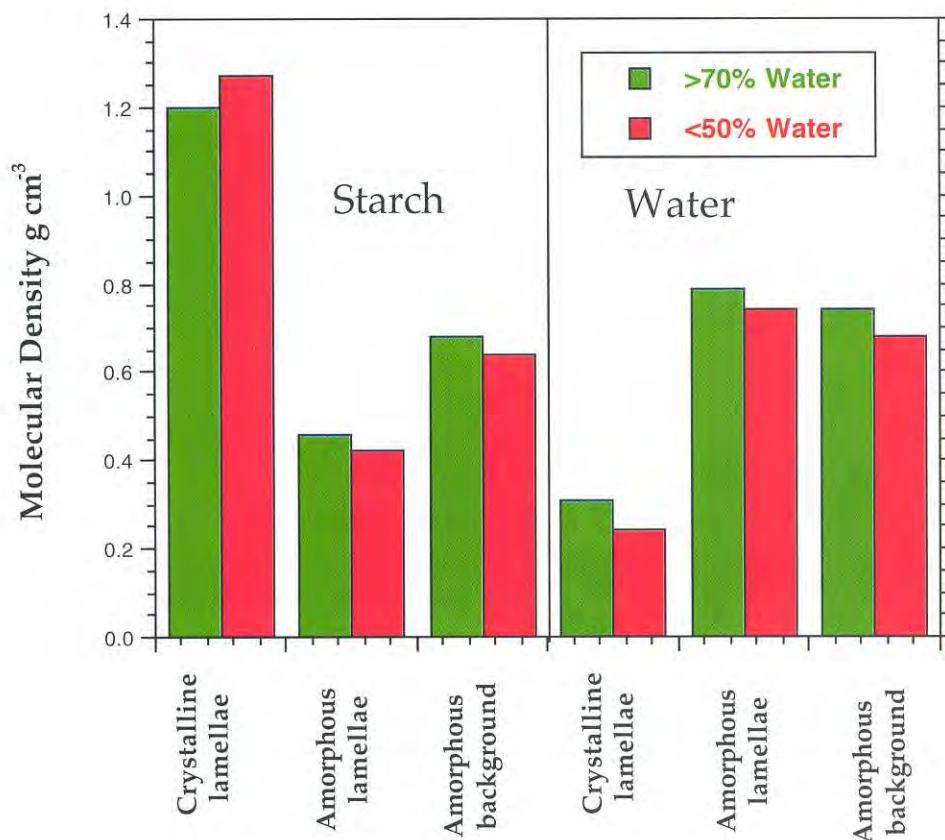 Molecular Density g cm-3
1.4
1.2
1.0
0.8
0.6
0.4
0.2
0.0
Starch
Water
>70% Water
<50% Water
Crystalline
lamellae
Amorphous
lamellae
Amorphous
background
Crystalline
lamellae
Amorphous
lamellae
Amorphous
background